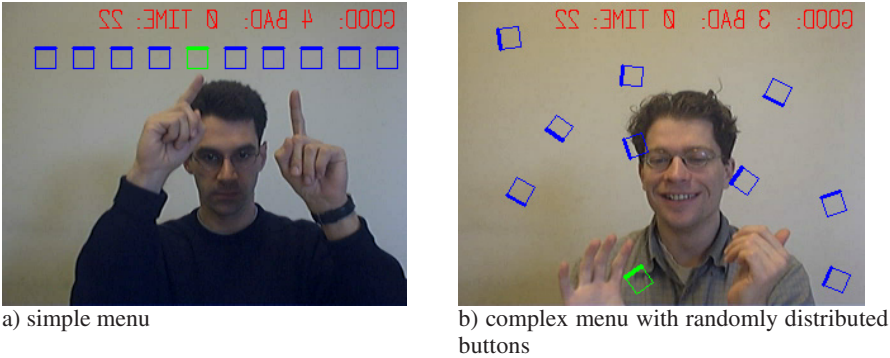 GOOD: 4 BAD: 0 TIME: 22
a) simple menu
GOOD: 3 BAD: 0 TIME: 22
b) complex menu with randomly distributed
buttons